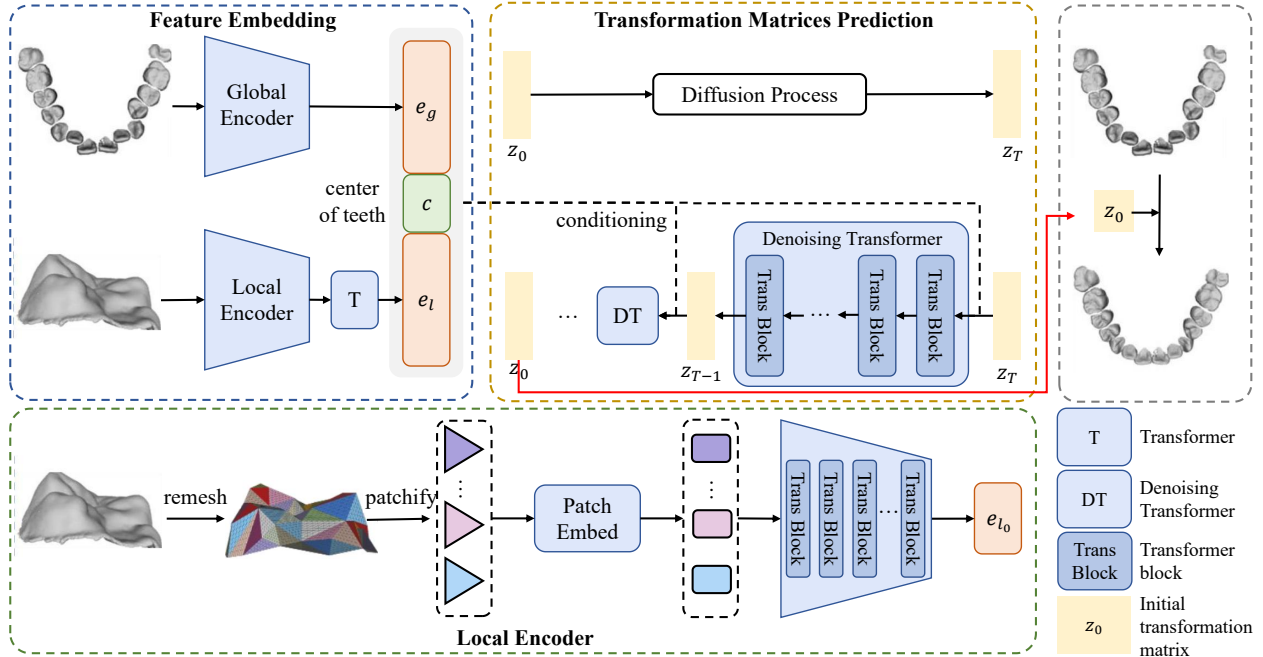 Feature Embedding
Global
Encoder
e_g
center
of teeth
c
Local
Encoder
T
e_l
Transformation Matrices Prediction
z_0
Diffusion Process
z_T
conditioning
Denoising Transformer
z_0
...
DT
z_{T-1}
Trans Block
...
Trans Block
Trans Block
z_T
z_0
remesh
patchify
...
Patch
Embed
...
Trans Block
Trans Block
Trans Block
...
Trans Block
e_{l_0}
Local Encoder
T
Transformer
DT
Denoising
Transformer
Trans
Block
Transformer
block
z_0
Initial
transformation
matrix